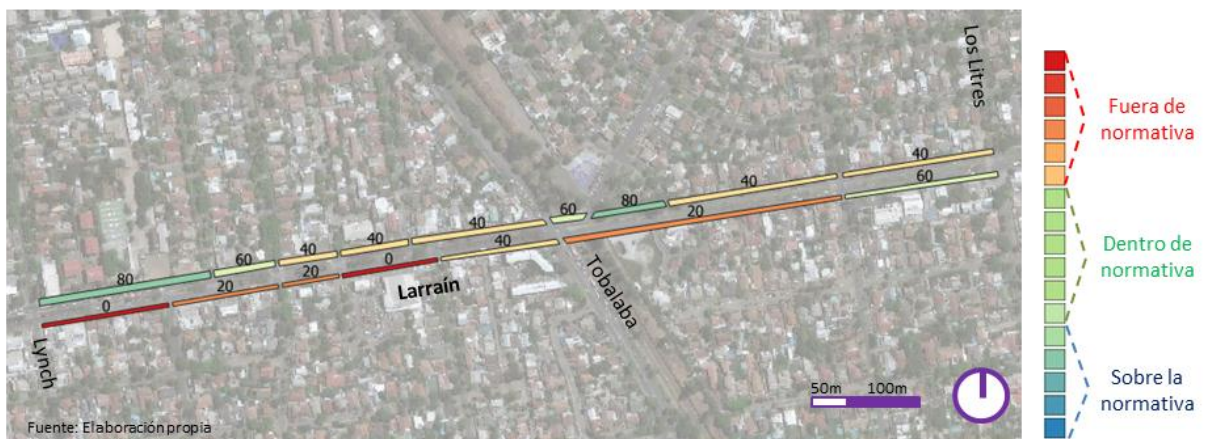 Los Litres
Fuera de
normativa
40
40
60
80
60
40
20
40
40
40
40
60
80
0
20
20
0
Dentro de
normativa
Tobalaba
Larraín
Lynch
Sobre la
normativa
50m
100m
Fuente: Elaboración propia